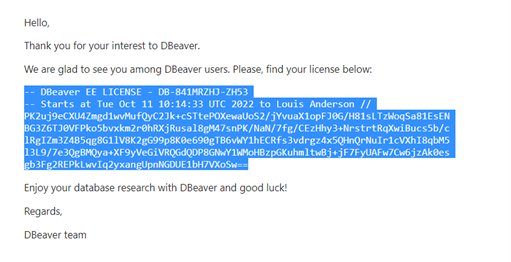 Hello,
Thank you for your interest to DBeaver.
We are glad to see you among DBeaver users. Please, find your license below:
-- DBeaver EE LICENSE - DB-841MRZHJ-ZH53
-- Starts at Tue Oct 11 10:14:33 UTC 2022 to Louis Anderson //
PK2uj9eCXU4Zmgd1wvMufQyC2Jk+cSTtePOXewaUoS2/jYvuaX1opFJ0G/H81sLTzWoqSa81EsEN
BG3Z6TJ0VFPko5bvxkm2r0hRXjRusal8gM47snPK/NaN/7fg/CEzHhy3+NrstrtRqXwiBucs5b/c
lRgIZm3Z4B5qg8G1lV8K2gG99p8K0e690gTB6vWY1hECRfs3vdrgz4x5QHnQrNuIr1cVXhI8qbM5
l3L9/7e3QgBMQya+XF9yVeGiVRQGdQDP8GNwY1WMoHBzpGKuhmltwBj+jF7FyUAFw7Cw6jzAk0es
gb3Fg2REPkLwvIq2yxangUpnNGDUE1bH7VXoSw==
Enjoy your database research with DBeaver and good luck!
Regards,
DBeaver team